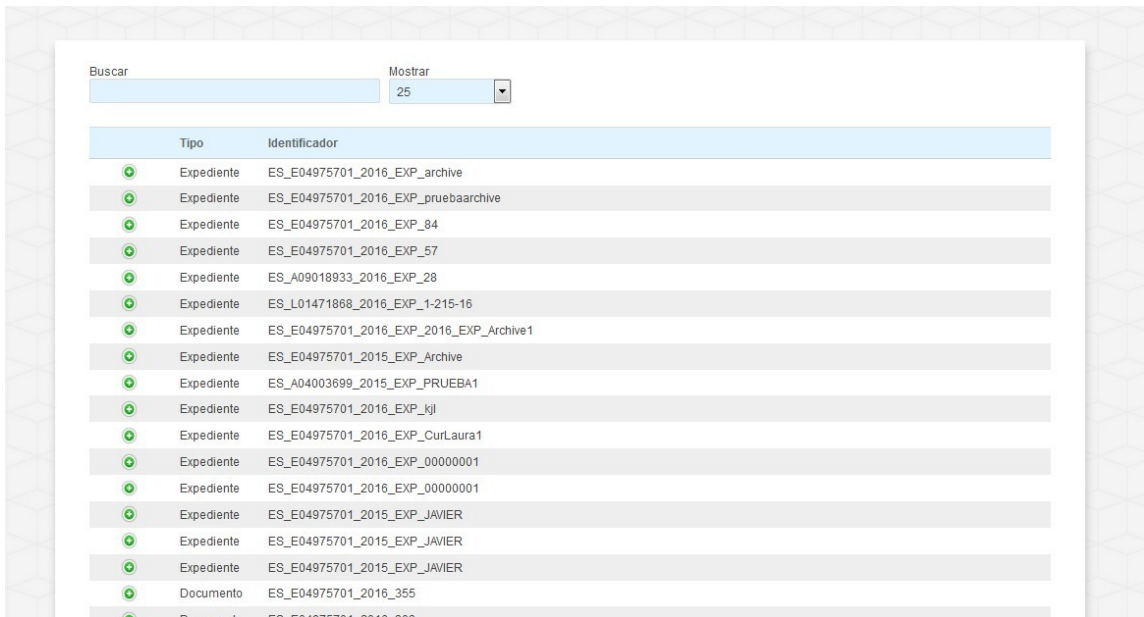 Buscar Mostrar
25
Tipo Identificador
Expediente ES_E04975701_2016_EXP_archive
Expediente ES_E04975701_2016_EXP_pruebaarchive
Expediente ES_E04975701_2016_EXP_84
Expediente ES_E04975701_2016_EXP_57
Expediente ES_A09018933_2016_EXP_28
Expediente ES_L01471868_2016_EXP_1-215-16
Expediente ES_E04975701_2016_EXP_2016_EXP_Archive1
Expediente ES_E04975701_2015_EXP_Archive
Expediente ES_A04003699_2015_EXP_PRUEBA1
Expediente ES_E04975701_2016_EXP_kjl
Expediente ES_E04975701_2016_EXP_CurLaura1
Expediente ES_E04975701_2016_EXP_00000001
Expediente ES_E04975701_2016_EXP_00000001
Expediente ES_E04975701_2015_EXP_JAVIER
Expediente ES_E04975701_2015_EXP_JAVIER
Expediente ES_E04975701_2015_EXP_JAVIER
Documento ES_E04975701_2016_355